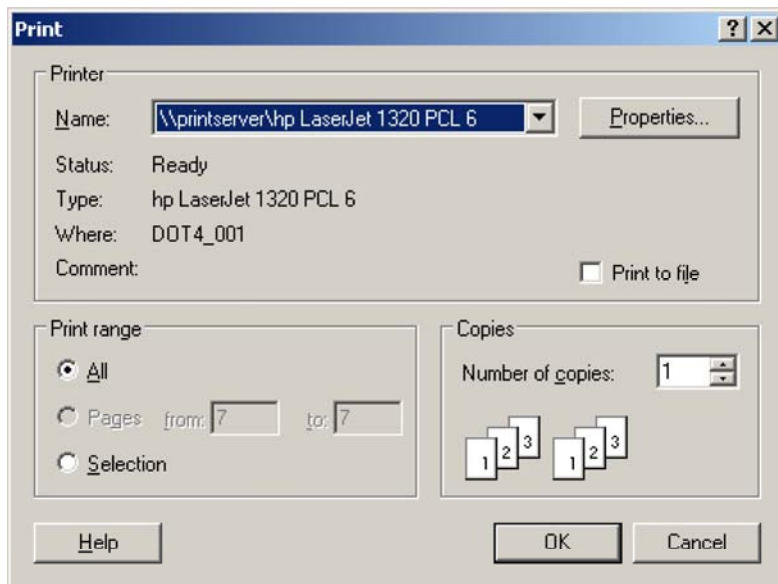 Print
Printer
Name: \\printserver\hp LaserJet 1320 PCL 6 Properties...
Status: Ready
Type: hp LaserJet 1320 PCL 6
Where: DOT4_001
Comment: Print to file
Print range
All
Pages from: 7 to: 7
Selection
Copies
Number of copies: 1
1 2 3 1 2 3
Help OK Cancel